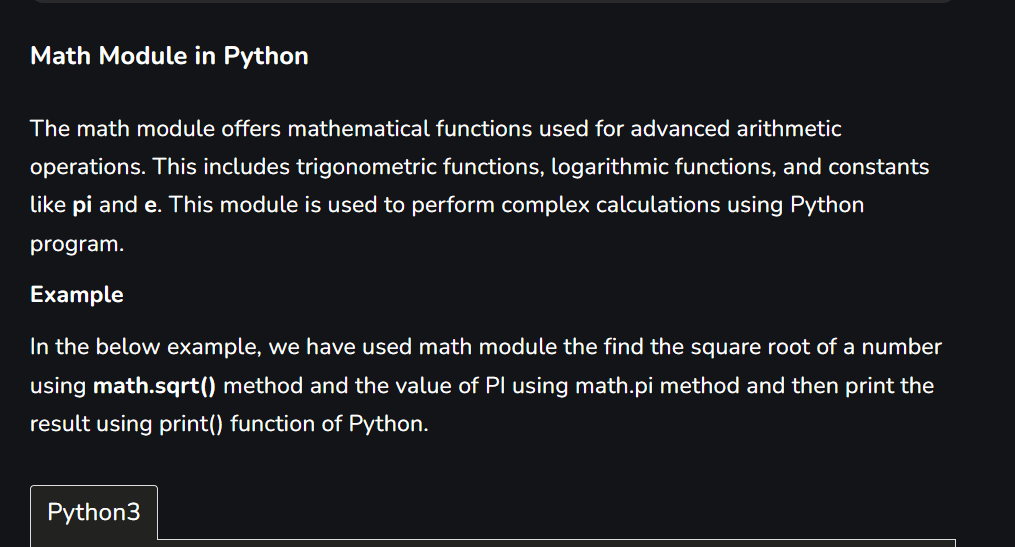 Math Module in Python
The math module offers mathematical functions used for advanced arithmetic
operations. This includes trigonometric functions, logarithmic functions, and constants
like pi and e. This module is used to perform complex calculations using Python
program.
Example
In the below example, we have used math module the find the square root of a number
using math.sqrt() method and the value of PI using math.pi method and then print the
result using print() function of Python.
Python3